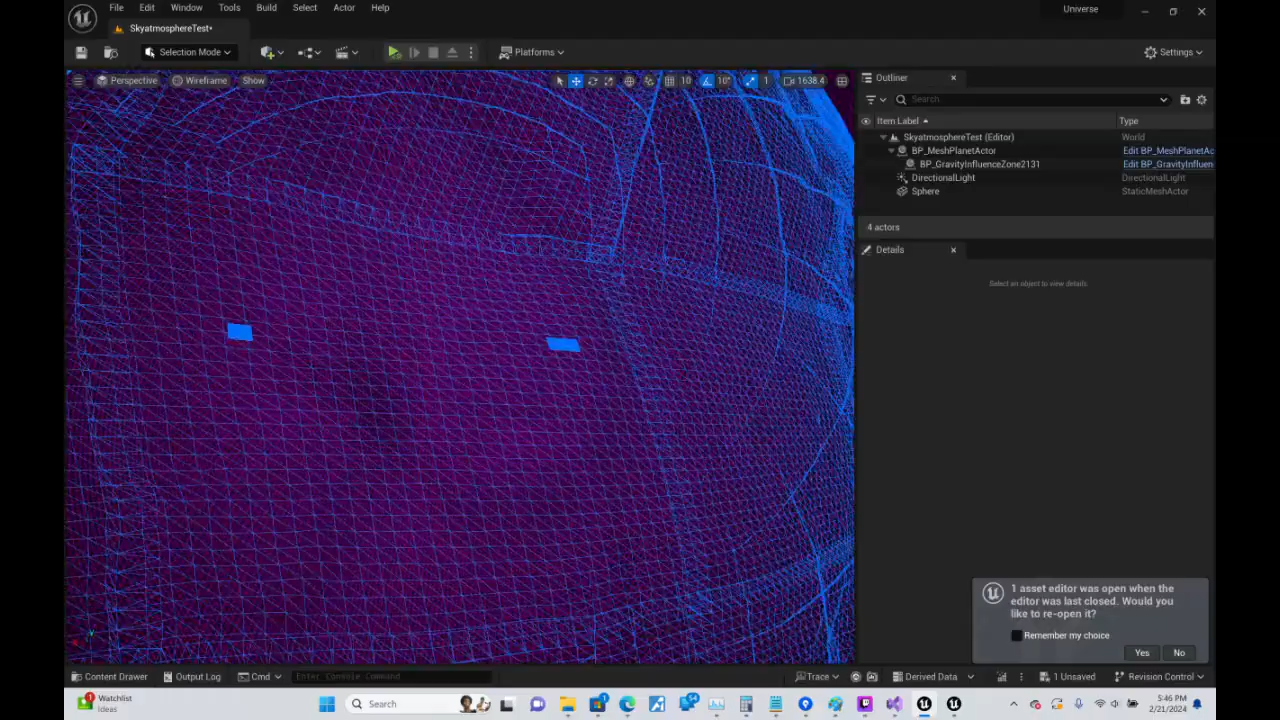 File Edit Window Tools Build Select Actor Help
Universe
SkyatmosphereTest*
Selection Mode
Platforms
Settings
Perspective Wireframe Show
10 10° 1 1638.4
Outliner
Search...
Item Label Type
SkyatmosphereTest (Editor) World
BP_MeshPlanetActor Edit BP_MeshPlanetAc
BP_GravityInfluenceZone2131 Edit BP_GravityInfluen
DirectionalLight DirectionalLight
Sphere StaticMeshActor
4 actors
Details
Select an object to view details.
1 asset editor was open when the
editor was last closed. Would you
like to re-open it?
Remember my choice
Yes No
Content Drawer Output Log Cmd Enter Console Command
Trace Derived Data 1 Unsaved Revision Control
Watchlist
Ideas
Search
5:46 PM
2/21/2024